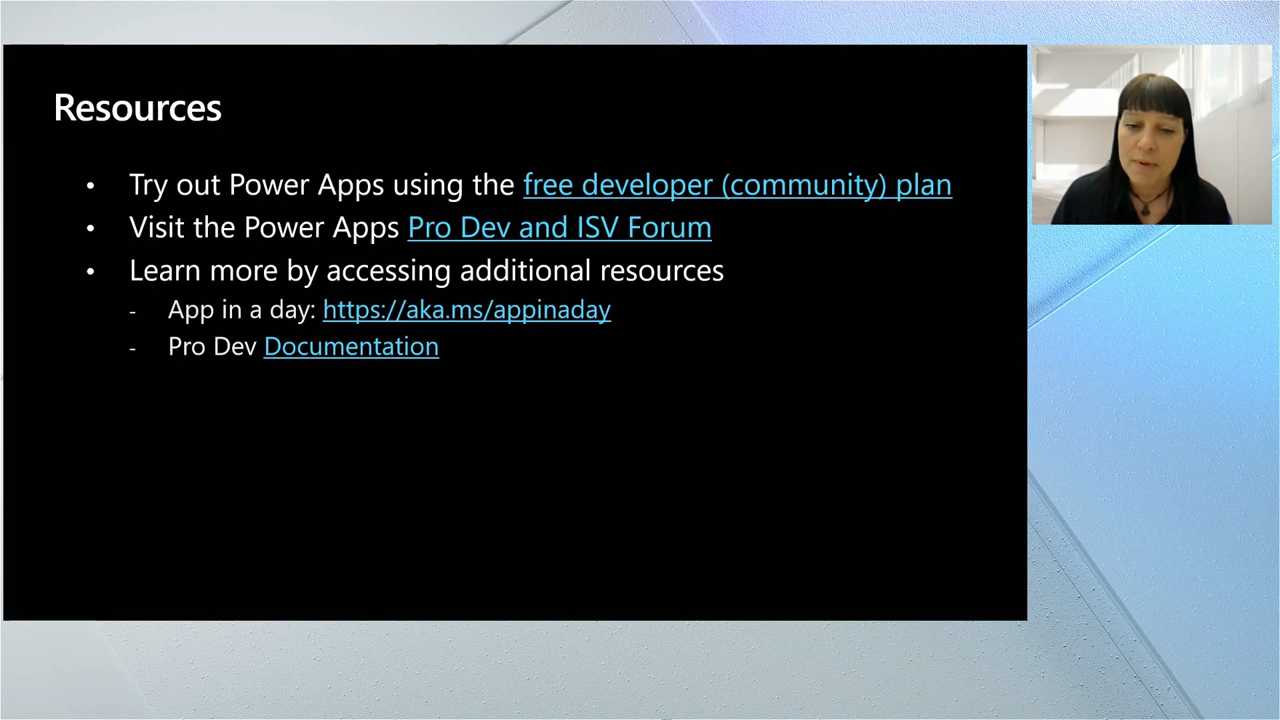 Resources
• Try out Power Apps using the free developer (community) plan
• Visit the Power Apps Pro Dev and ISV Forum
• Learn more by accessing additional resources
- App in a day: https://aka.ms/appinaday
- Pro Dev Documentation